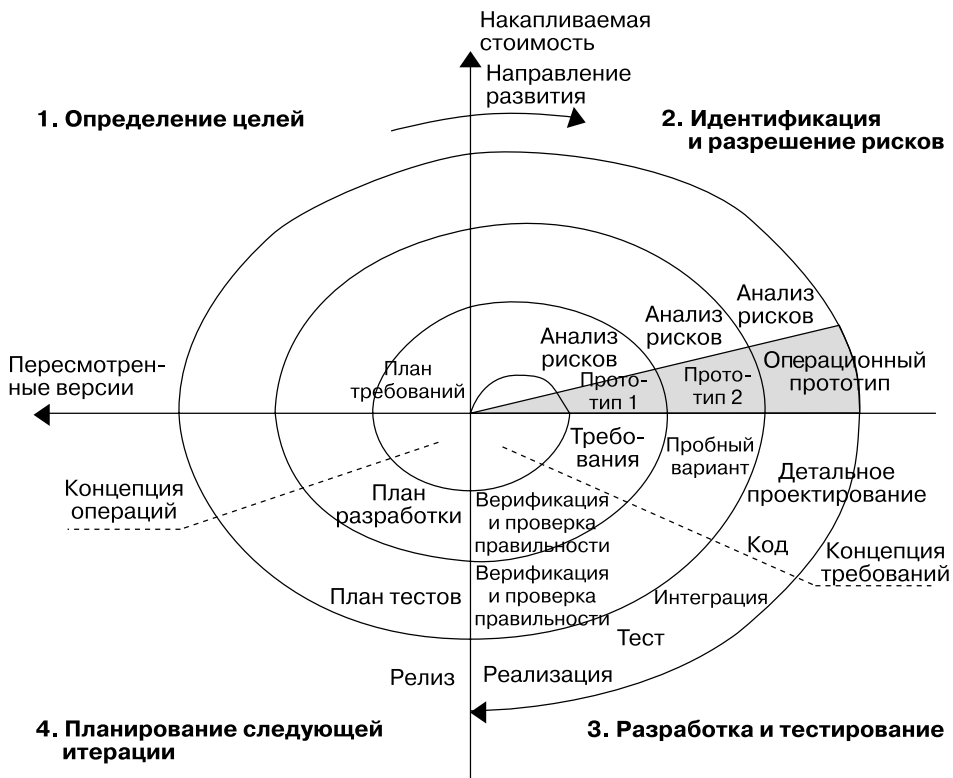 Накапливаемая
стоимость
Направление
развития
1. Определение целей
2. Идентификация
и разрешение рисков
Анализ
рисков
Анализ
рисков
Анализ
рисков
Пересмотрен-
ные версии
План
требований
Прото-
тип 1
Прото-
тип 2
Операционный
прототип
Требо-
вания
Пробный
вариант
Детальное
проектирование
Концепция
операций
План
разработки
Верификация
и проверка
правильности
Код
Концепция
требований
План тестов
Верификация
и проверка
правильности
Интеграция
Тест
Релиз
Реализация
4. Планирование следующей
итерации
3. Разработка и тестирование